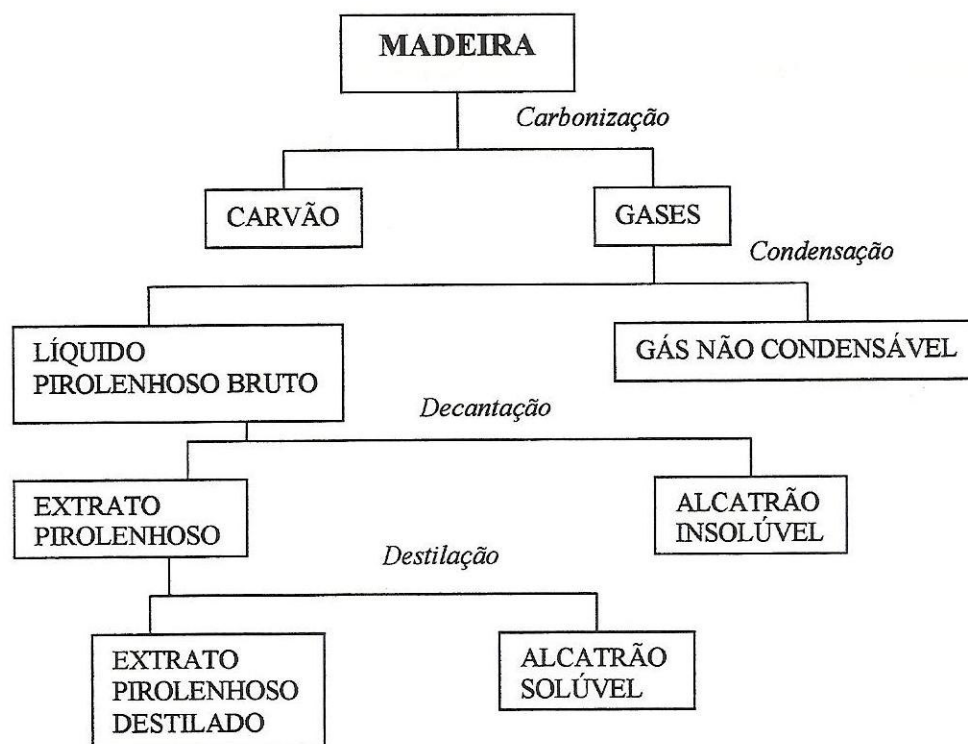 MADEIRA
Carbonização
CARVÃO
GASES
Condensação
LÍQUIDO
PIROLENHOSO BRUTO
GÁS NÃO CONDENSÁVEL
Decantação
EXTRATO
PIROLENHOSO
ALCATRÃO
INSOLÚVEL
Destilação
EXTRATO
PIROLENHOSO
DESTILADO
ALCATRÃO
SOLÚVEL